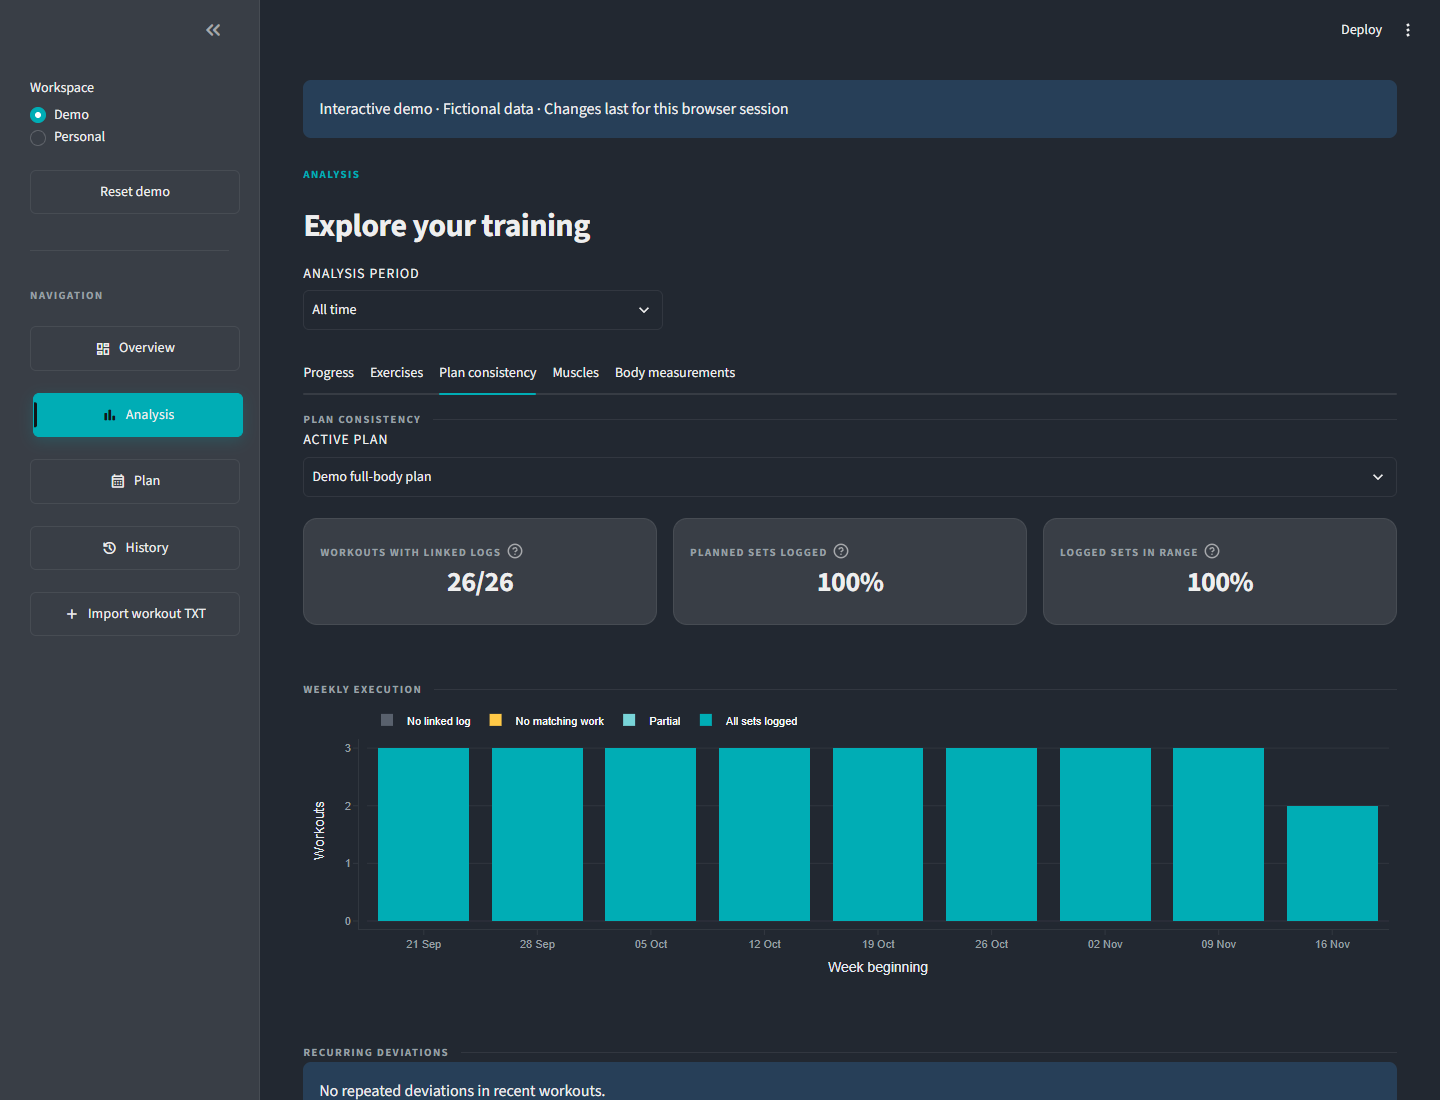 Deploy
Workspace
Demo
Personal
Reset demo
NAVIGATION
Overview
Analysis
Plan
History
Import workout TXT
Interactive demo · Fictional data · Changes last for this browser session
ANALYSIS
Explore your training
ANALYSIS PERIOD
All time
Progress Exercises Plan consistency Muscles Body measurements
PLAN CONSISTENCY
ACTIVE PLAN
Demo full-body plan
WORKOUTS WITH LINKED LOGS
26/26
PLANNED SETS LOGGED
100%
LOGGED SETS IN RANGE
100%
WEEKLY EXECUTION
No linked log No matching work Partial All sets logged
Workouts
3
2
1
0
21 Sep 28 Sep 05 Oct 12 Oct 19 Oct 26 Oct 02 Nov 09 Nov 16 Nov
Week beginning
RECURRING DEVIATIONS
No repeated deviations in recent workouts.